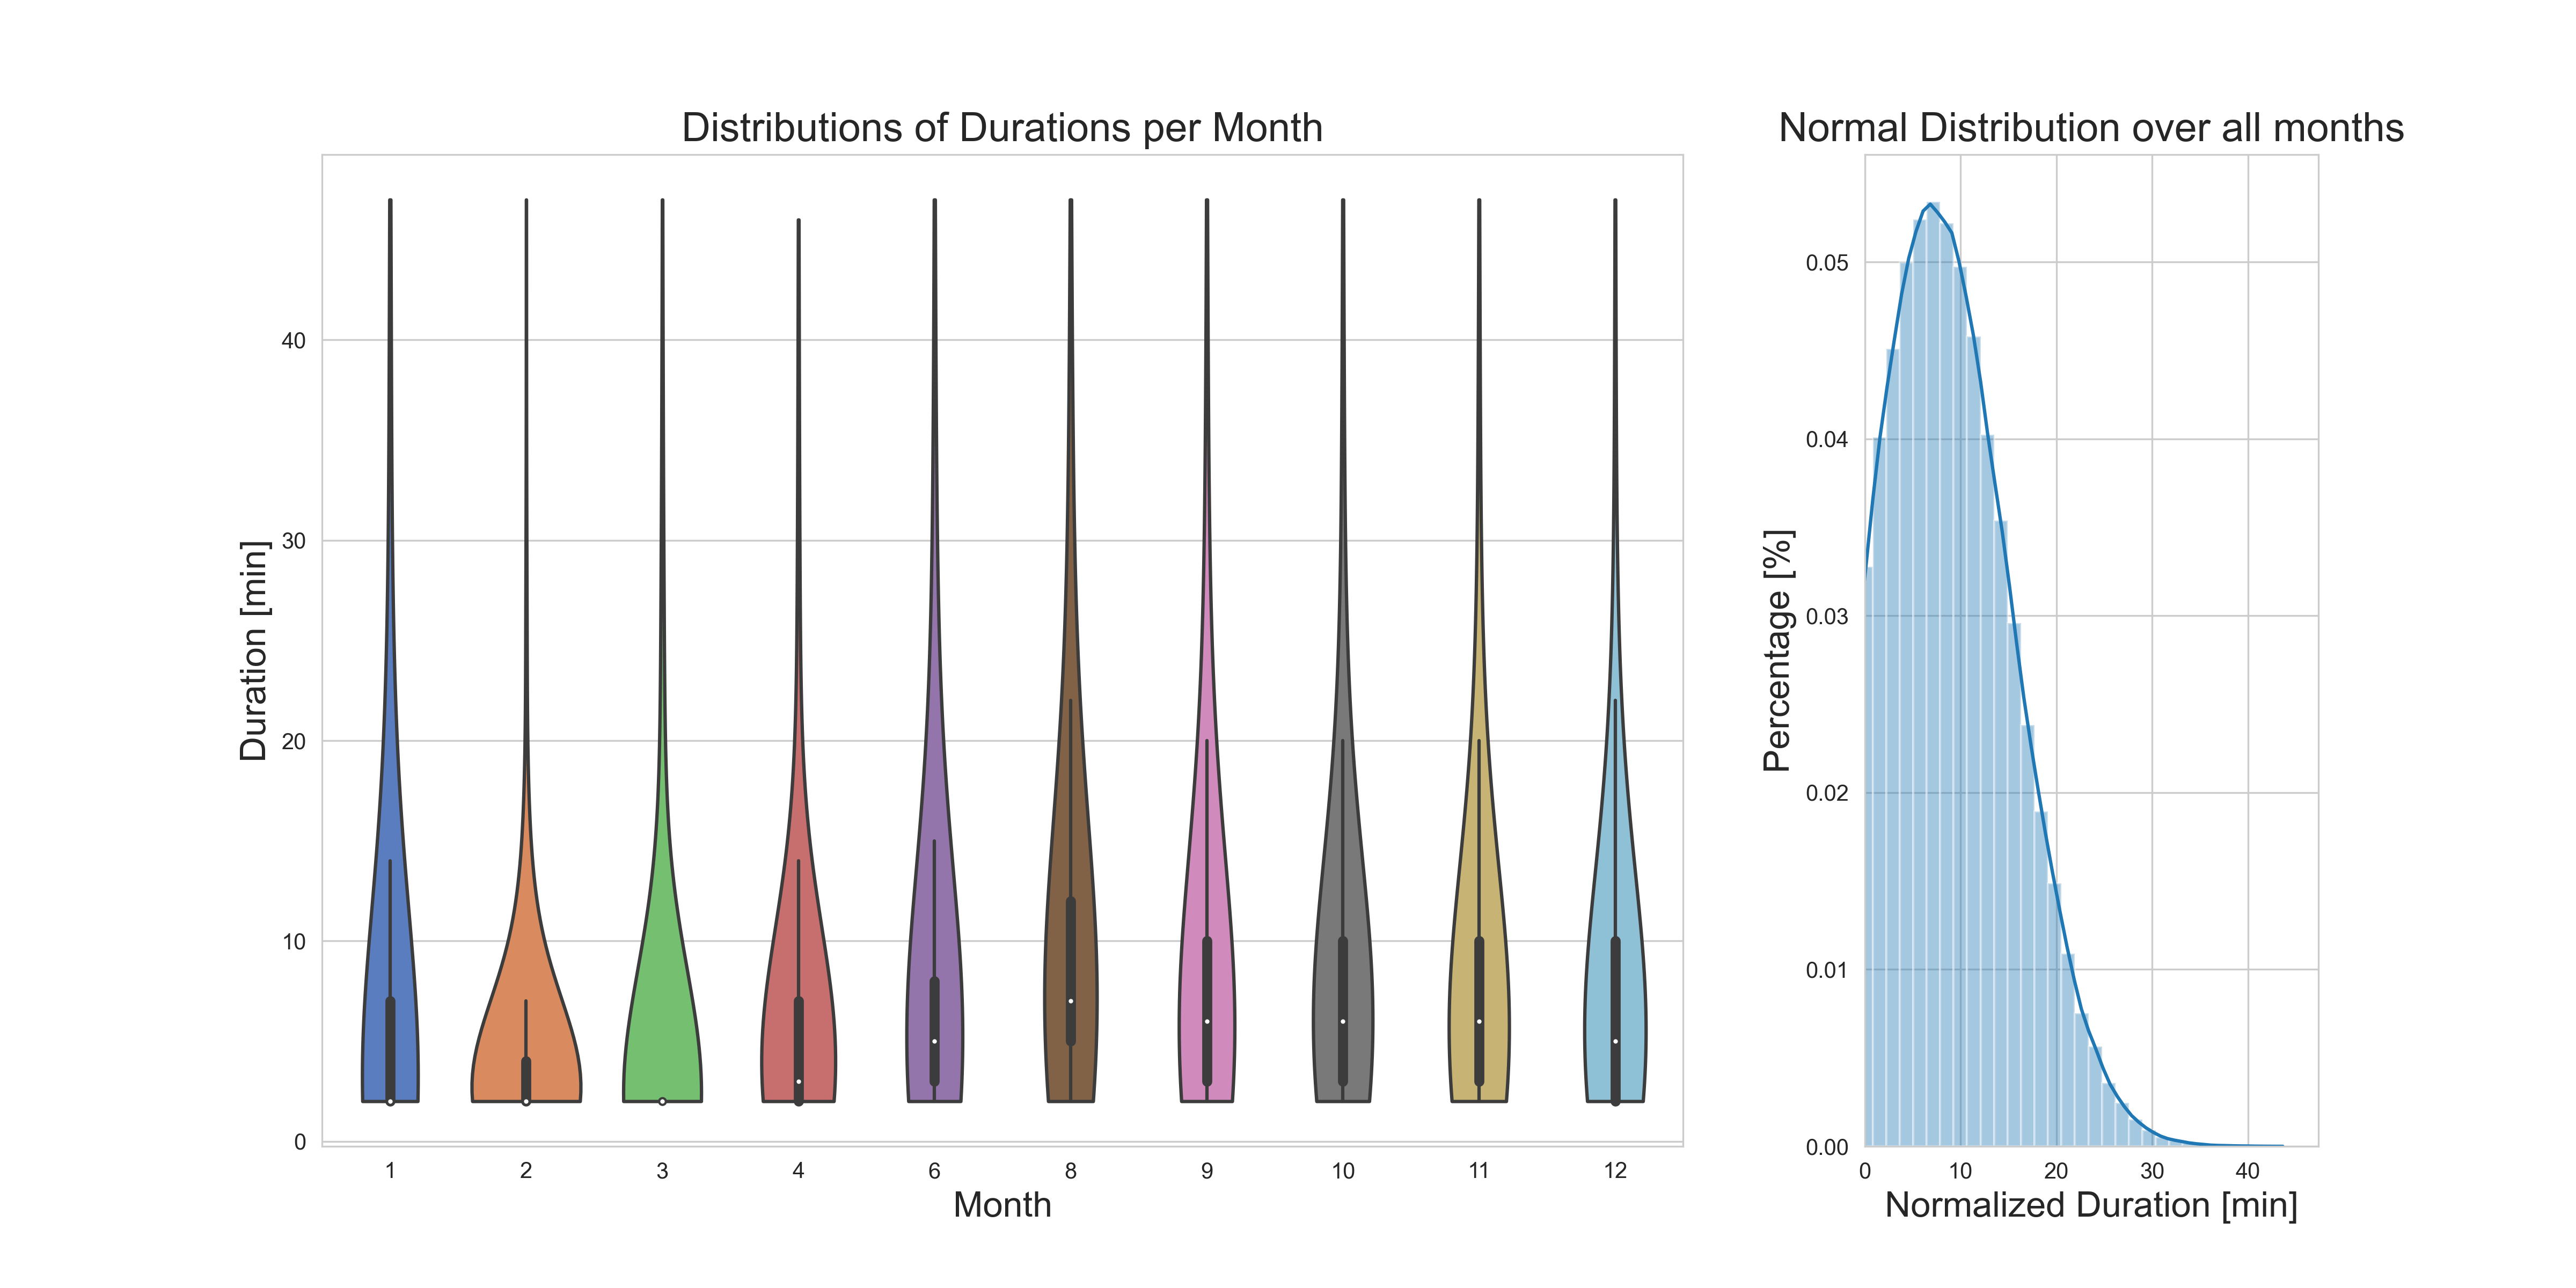 Distributions of Durations per Month
Duration [min]
40
30
20
10
0
1 2 3 4 6 8 9 10 11 12
Month
Normal Distribution over all months
Percentage [%]
0.05
0.04
0.03
0.02
0.01
0.00
0 10 20 30 40
Normalized Duration [min]